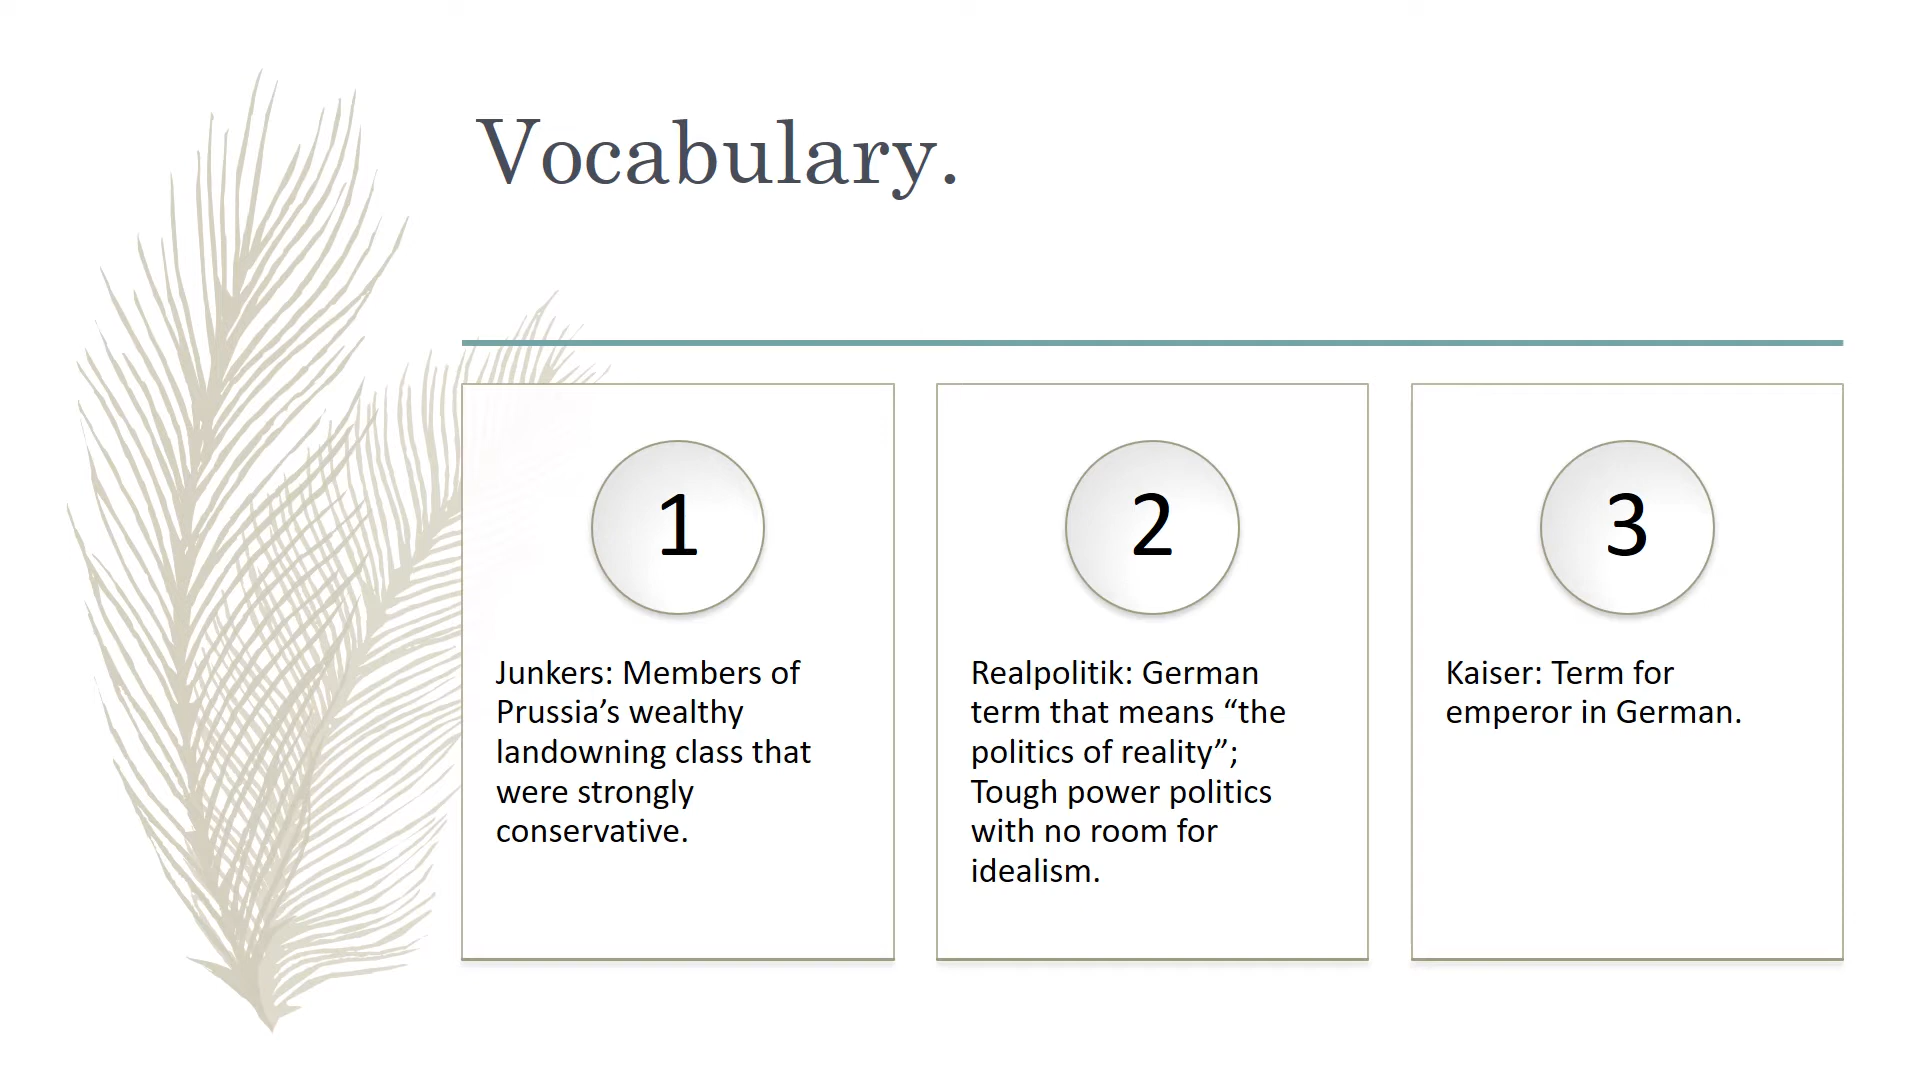 Vocabulary.
1
Junkers: Members of
Prussia’s wealthy
landowning class that
were strongly
conservative.
2
Realpolitik: German
term that means “the
politics of reality”;
Tough power politics
with no room for
idealism.
3
Kaiser: Term for
emperor in German.